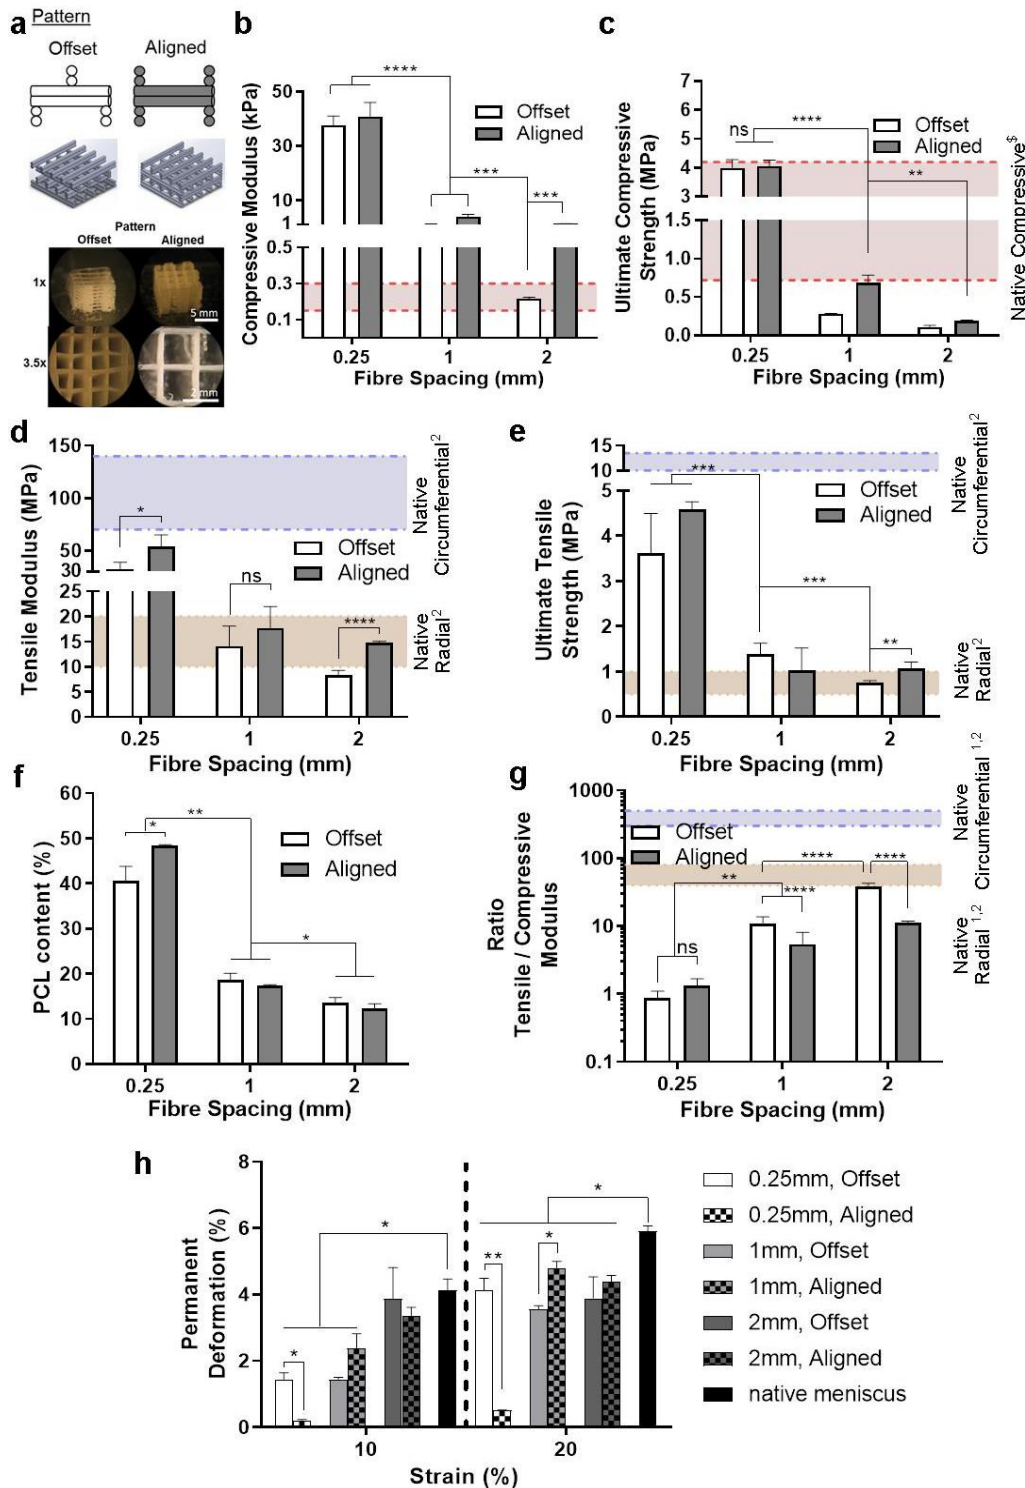 a
Pattern
Offset
Aligned
Pattern
Offset
Aligned
1x
5 mm
3.5x
2 mm
b
Compressive Modulus (kPa)
50
40
30
20
10
1
0.5
0.3
0.1
****
***
***
Offset
Aligned
0.25
1
2
Fibre Spacing (mm)
c
Ultimate Compressive
Strength (MPa)
7
6
5
4
3
1.5
1.0
0.5
0.0
ns
****
**
Offset
Aligned
Native Compressive$
0.25
1
2
Fibre Spacing (mm)
d
Tensile Modulus (MPa)
150
100
50
30
25
20
15
10
5
0
*
ns
****
Offset
Aligned
Native
Circumferential2
Native
Radial2
0.25
1
2
Fibre Spacing (mm)
e
Ultimate Tensile
Strength (MPa)
15
10
5
4
3
2
1
0
***
***
**
Offset
Aligned
Native
Circumferential2
Native
Radial2
0.25
1
2
Fibre Spacing (mm)
f
PCL content (%)
60
50
40
30
20
10
0
*
**
*
Offset
Aligned
0.25
1
2
Fibre Spacing (mm)
g
Ratio
Tensile / Compressive
Modulus
1000
100
10
1
0.1
ns
**
****
****
****
Offset
Aligned
Native
Circumferential 1,2
Native
Radial 1,2
0.25
1
2
Fibre Spacing (mm)
h
Permanent
Deformation (%)
8
6
4
2
0
*
*
**
*
*
10
20
Strain (%)
0.25mm, Offset
0.25mm, Aligned
1mm, Offset
1mm, Aligned
2mm, Offset
2mm, Aligned
native meniscus